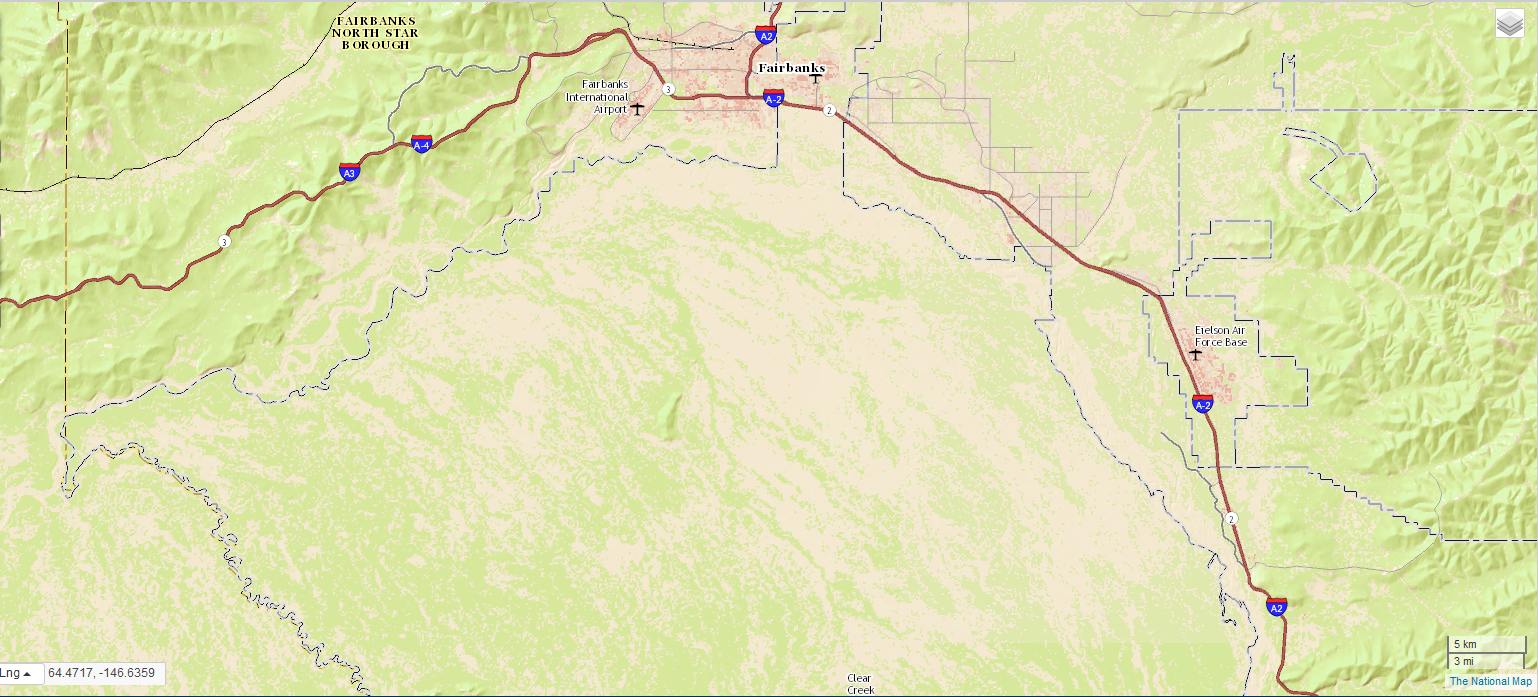 FAIRBANKS
NORTH STAR
BOROUGH
A2
Fairbanks
Fairbanks
International
Airport
3
A-2
2
A-4
A3
3
Eielson Air
Force Base
A-2
2
A2
5 km
3 mi
Lng
64.4717, -146.6359
Clear
Creek
The National Map